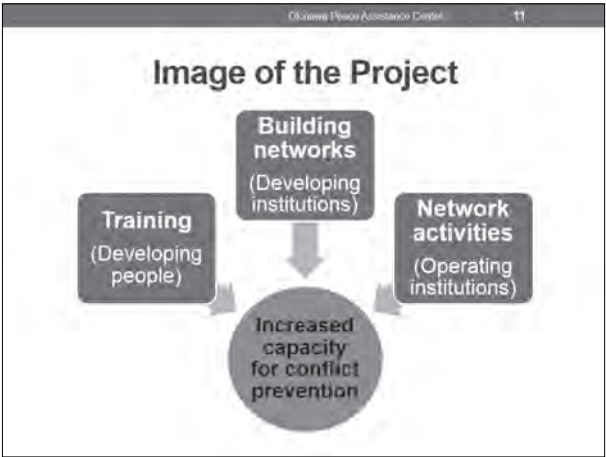 Okinawa Peace Assistance Center
11
Image of the Project
Building
networks
(Developing
institutions)
Training
(Developing
people)
Network
activities
(Operating
institutions)
Increased
capacity
for conflict
prevention